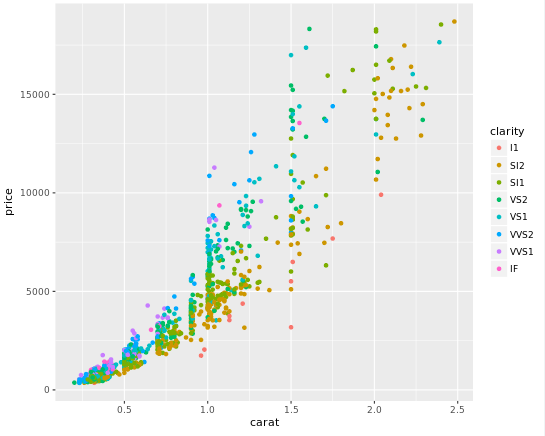 15000
10000
5000
0
price
0.5 1.0 1.5 2.0 2.5
carat
clarity
I1
SI2
SI1
VS2
VS1
VVS2
VVS1
IF